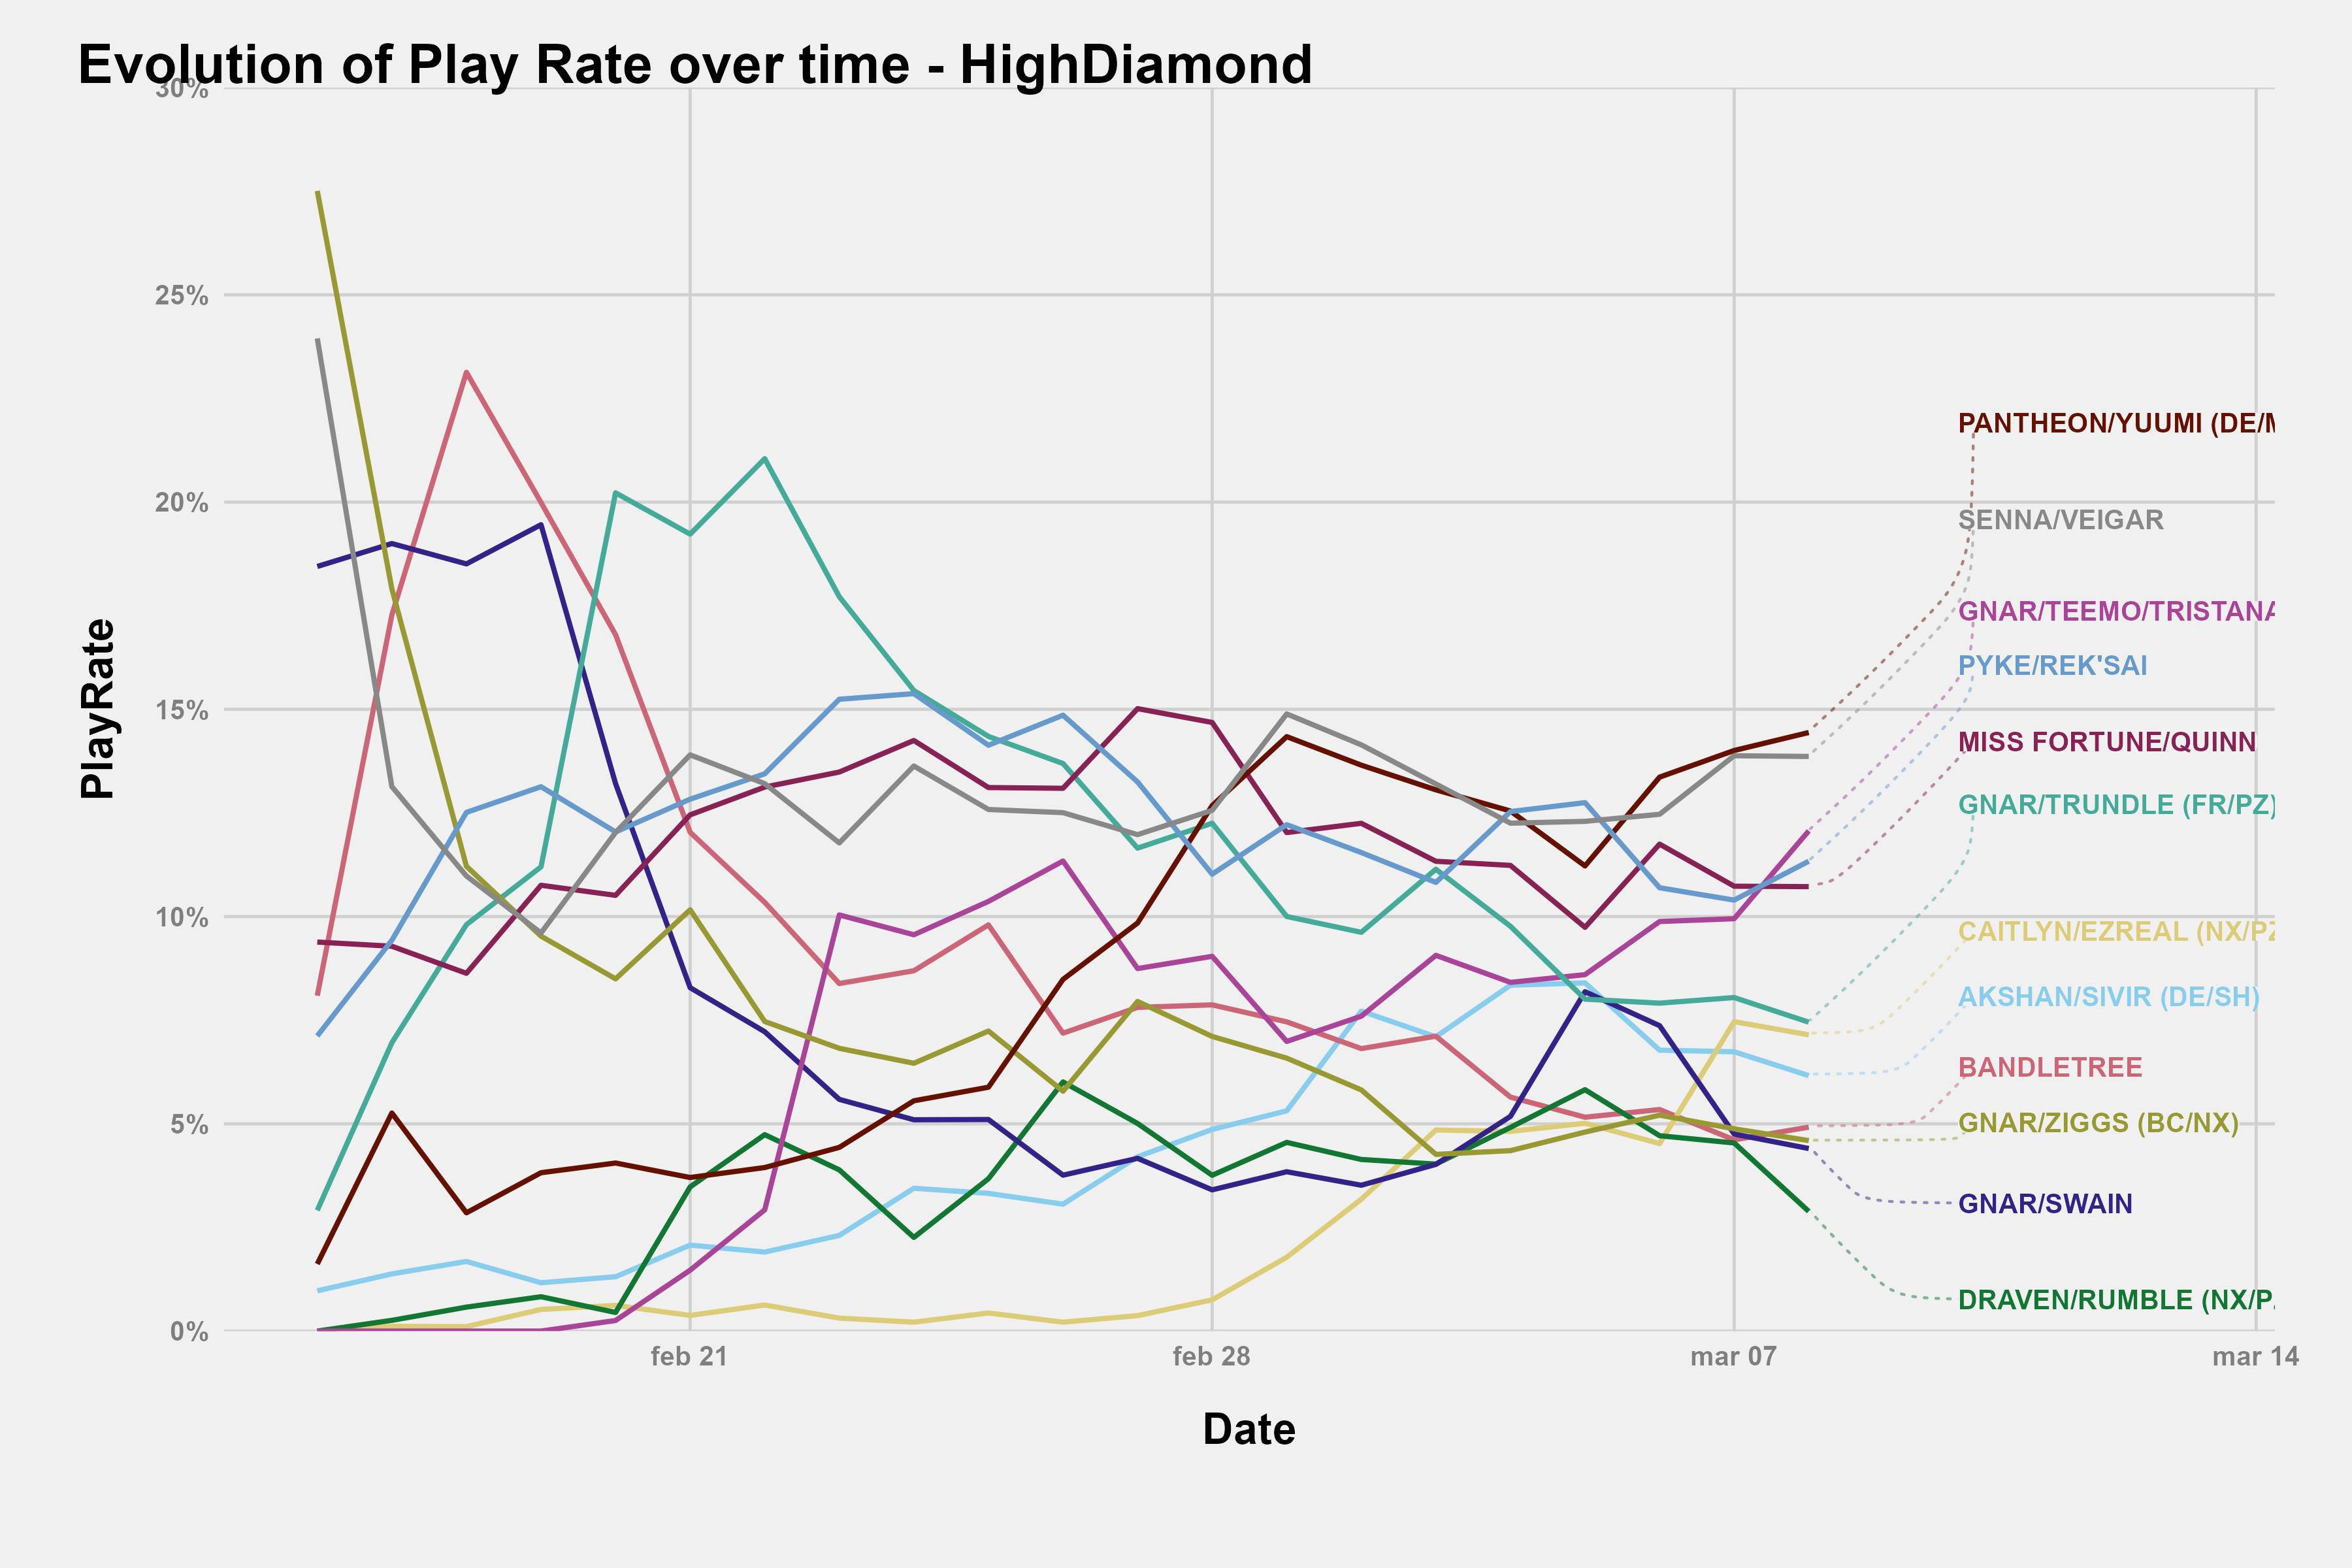 Evolution of Play Rate over time - HighDiamond
30%
25%
20%
15%
10%
5%
0%
PlayRate
PANTHEON/YUUMI (DE/M
SENNA/VEIGAR
GNAR/TEEMO/TRISTANA
PYKE/REK'SAI
MISS FORTUNE/QUINN
GNAR/TRUNDLE (FR/PZ)
CAITLYN/EZREAL (NX/PZ
AKSHAN/SIVIR (DE/SH)
BANDLETREE
GNAR/ZIGGS (BC/NX)
GNAR/SWAIN
DRAVEN/RUMBLE (NX/P
feb 21
feb 28
mar 07
mar 14
Date